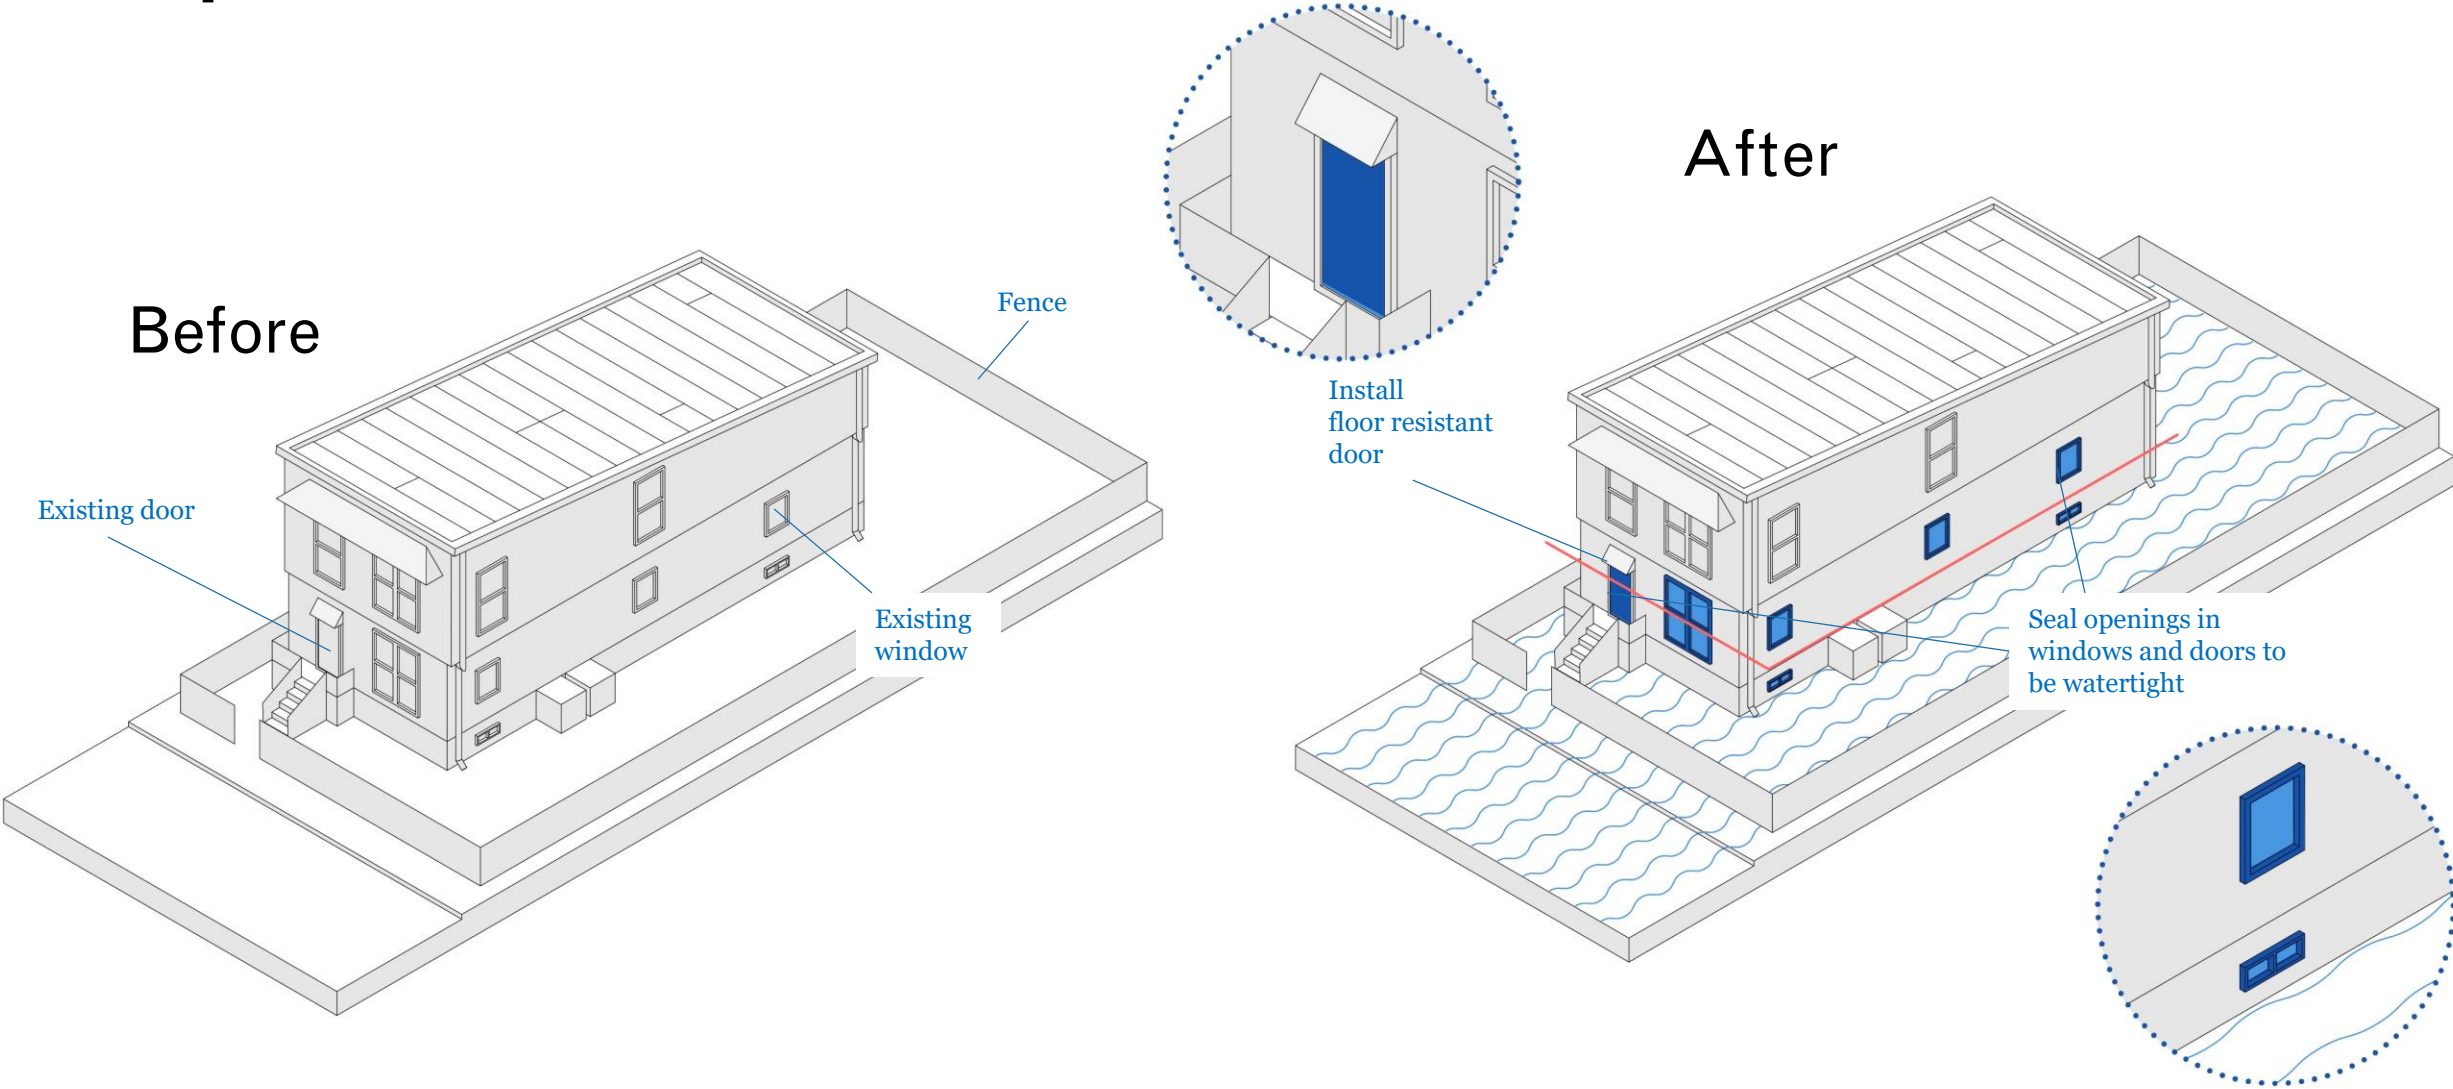 Before
Existing door
Fence
Existing
window
After
Install
floor resistant
door
Seal openings in
windows and doors to
be watertight